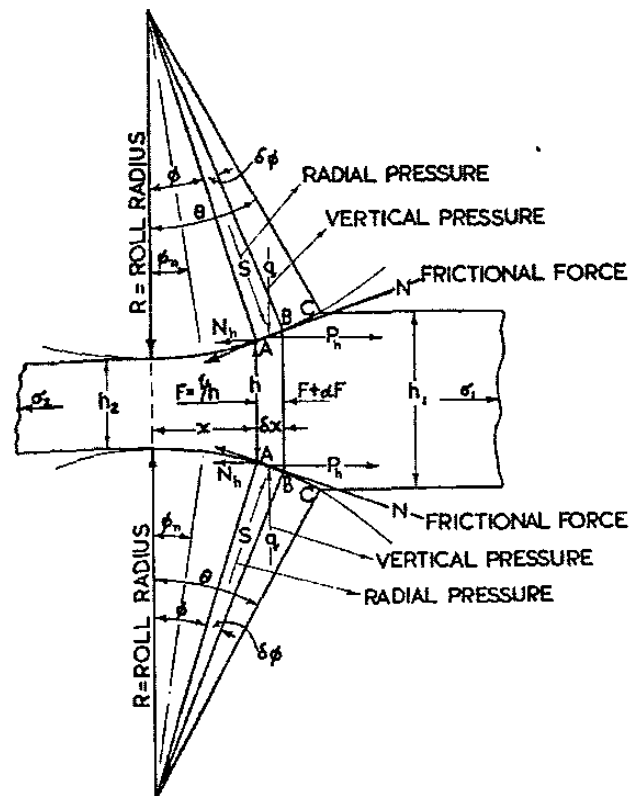 R=ROLL RADIUS
ϕ
δϕ
RADIAL PRESSURE
θ
VERTICAL PRESSURE
ϕn
S
q
C
N
FRICTIONAL FORCE
B
Nh
A
Ph
σ2
h2
h
F+dF
h1
σ1
x
δx
A
Nh
Ph
B
C
N
FRICTIONAL FORCE
ϕn
S
q
VERTICAL PRESSURE
θ
RADIAL PRESSURE
ϕ
δϕ
R=ROLL RADIUS